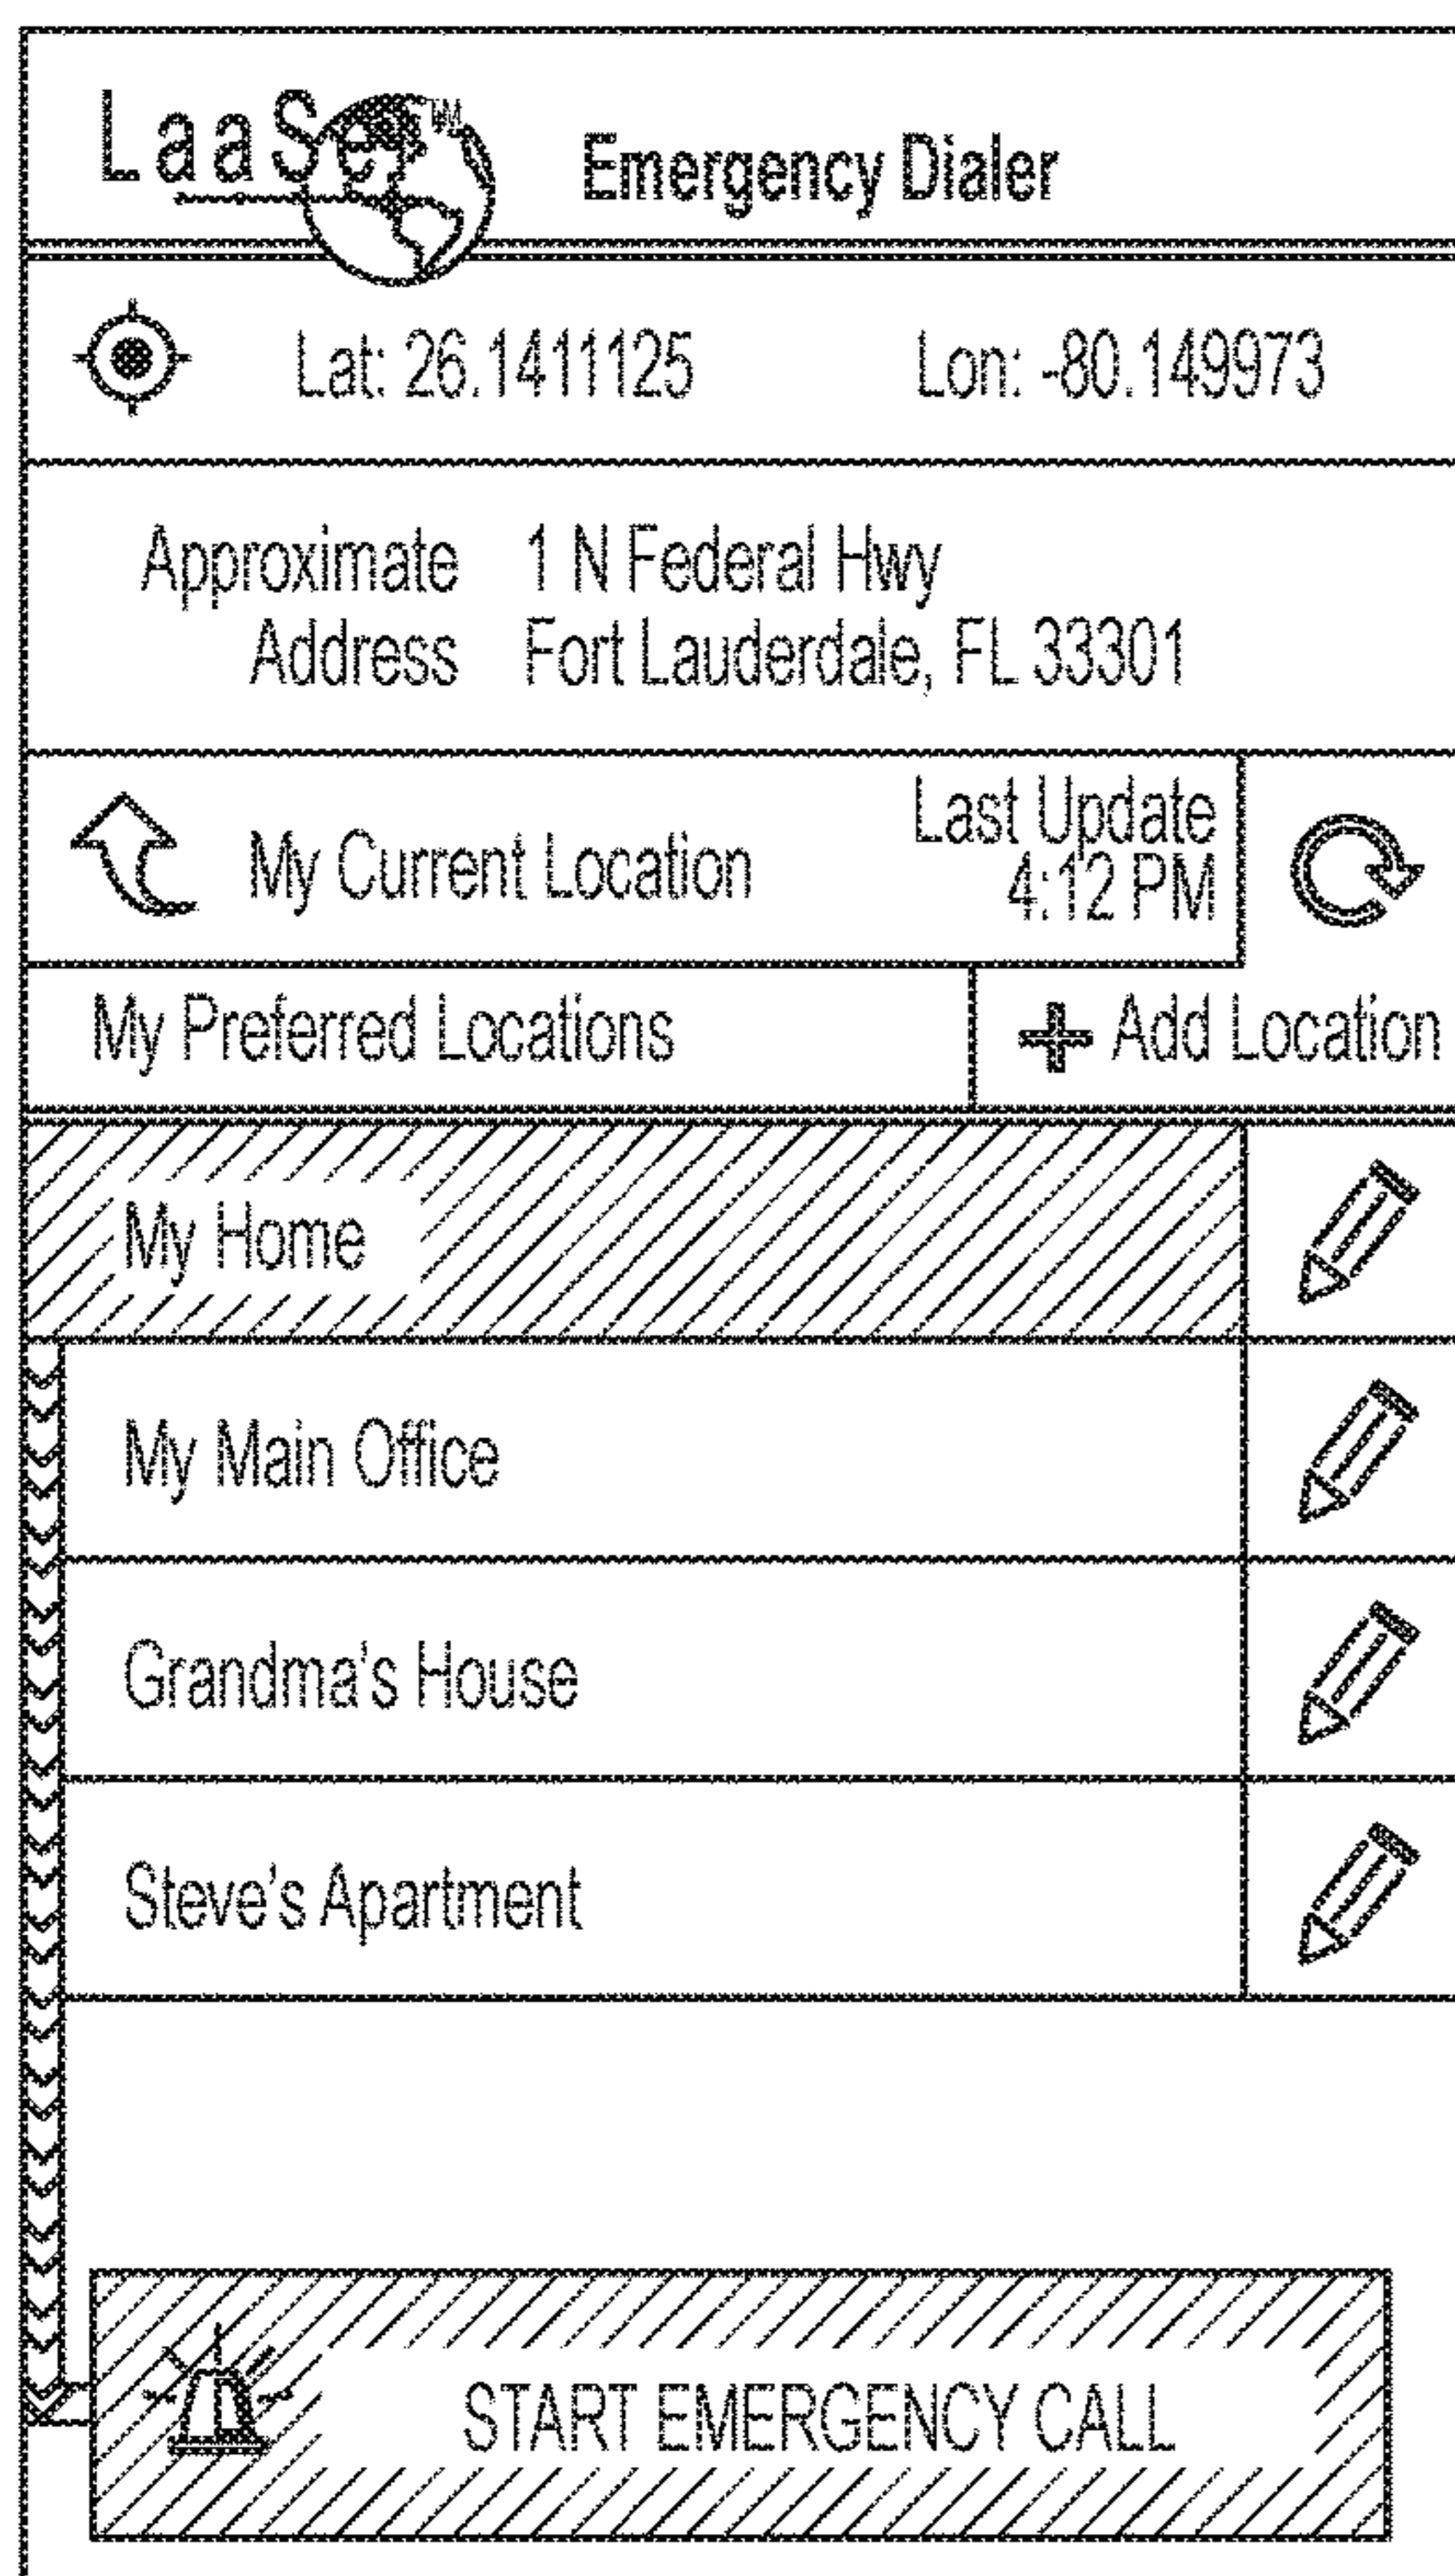 LaaSer™ Emergency Dialer
Lat: 26.1411125 Lon: -80.149973
Approximate 1 N Federal Hwy
Address Fort Lauderdale, FL 33301
My Current Location Last Update
4:12 PM
My Preferred Locations + Add Location
My Home
My Main Office
Grandma's House
Steve's Apartment
START EMERGENCY CALL